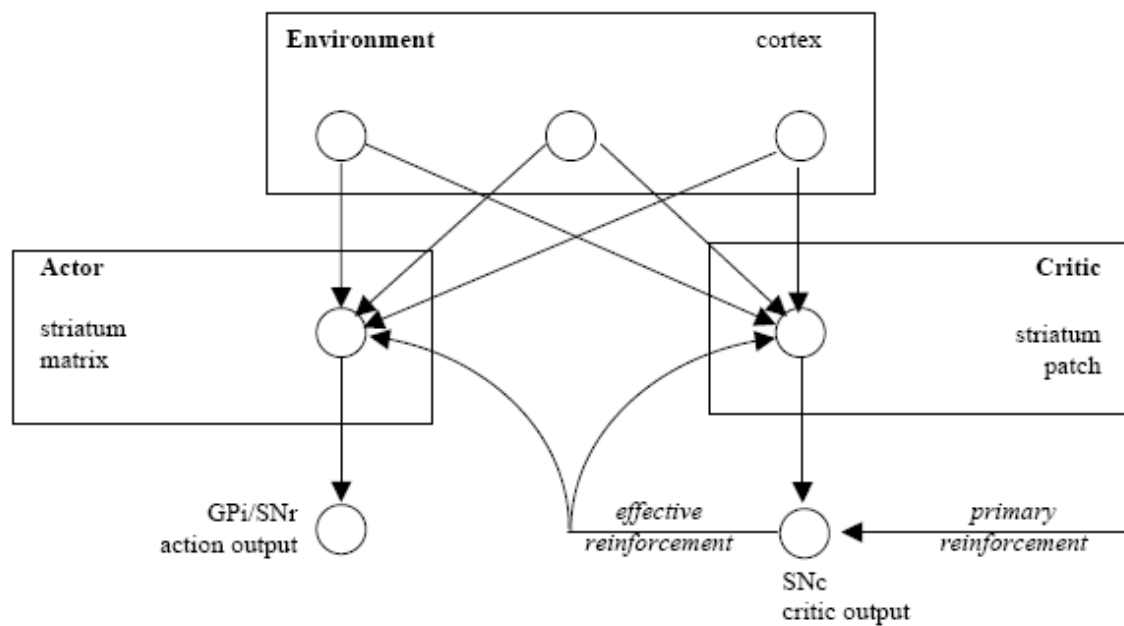 Environment
cortex
Actor
striatum
matrix
Critic
striatum
patch
GPi/SNr
action output
effective
reinforcement
primary
reinforcement
SNc
critic output